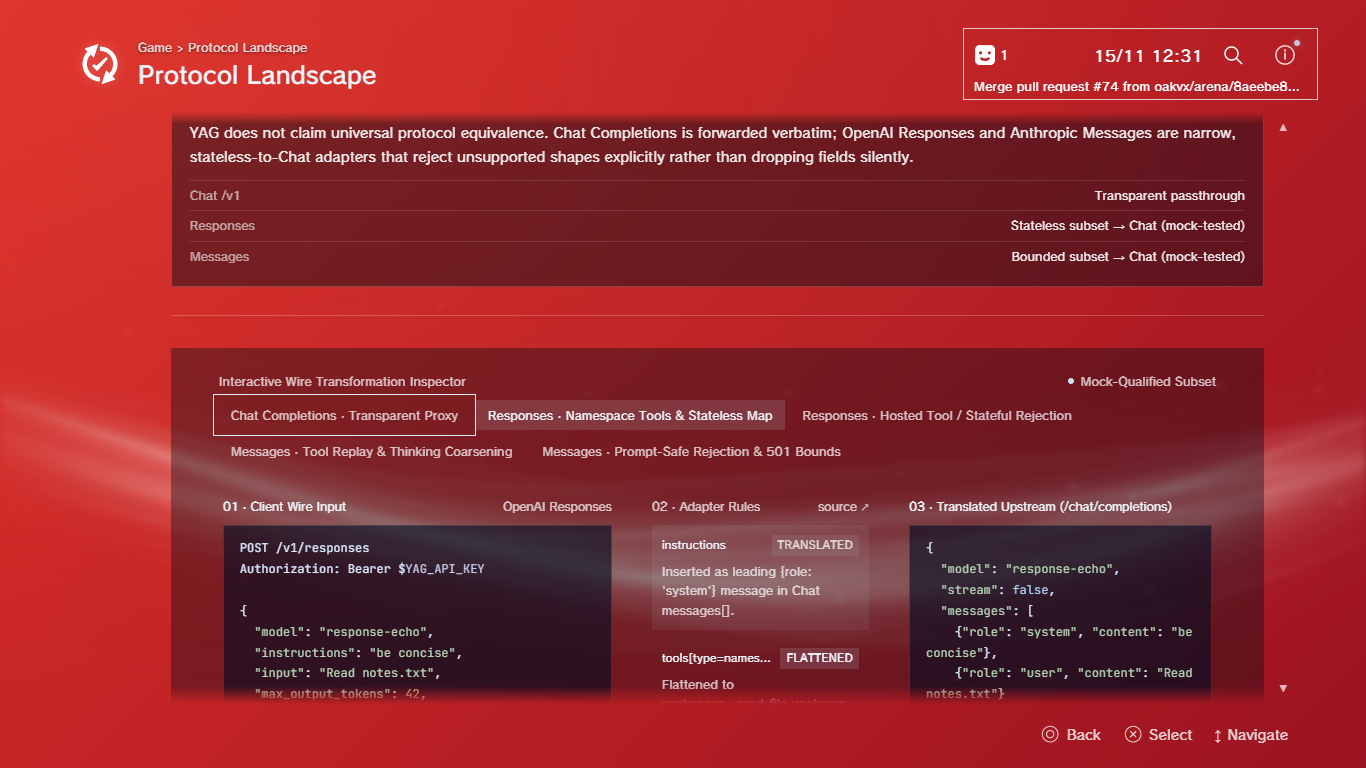 Game > Protocol Landscape
Protocol Landscape
1
15/11 12:31
Merge pull request #74 from oakvx/arena/8aeebe8...
YAG does not claim universal protocol equivalence. Chat Completions is forwarded verbatim; OpenAI Responses and Anthropic Messages are narrow,
stateless-to-Chat adapters that reject unsupported shapes explicitly rather than dropping fields silently.
Chat /v1 Transparent passthrough
Responses Stateless subset → Chat (mock-tested)
Messages Bounded subset → Chat (mock-tested)
Interactive Wire Transformation Inspector
Mock-Qualified Subset
Chat Completions · Transparent Proxy
Responses · Namespace Tools & Stateless Map
Responses · Hosted Tool / Stateful Rejection
Messages · Tool Replay & Thinking Coarsening
Messages · Prompt-Safe Rejection & 501 Bounds
01 · Client Wire Input OpenAI Responses
POST /v1/responses
Authorization: Bearer $YAG_API_KEY
{
"model": "response-echo",
"instructions": "be concise",
"input": "Read notes.txt",
"max_output_tokens": 42,
02 · Adapter Rules source ↗
instructions TRANSLATED
Inserted as leading {role:
'system'} message in Chat
messages[].
tools[type=names... FLATTENED
Flattened to
03 · Translated Upstream (/chat/completions)
{
"model": "response-echo",
"stream": false,
"messages": [
{"role": "system", "content": "be
concise"},
{"role": "user", "content": "Read
notes.txt"}
Back
Select
Navigate